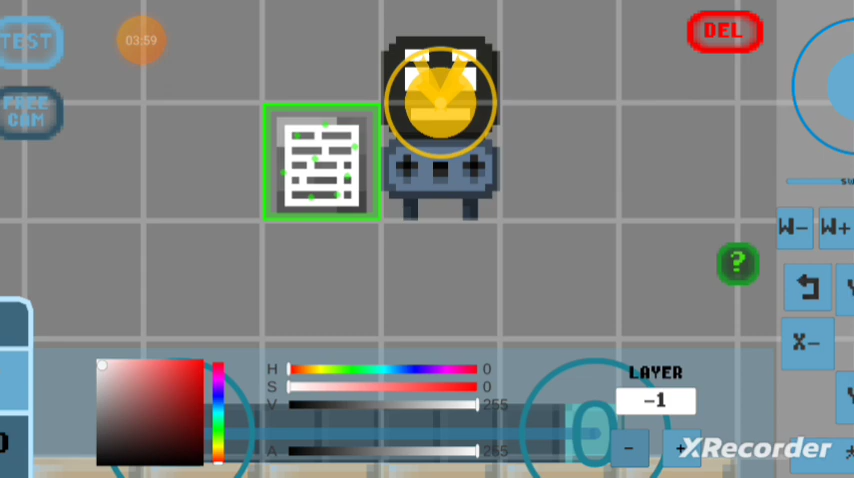 TEST
03:59
DEL
FREE
CAM
W-
W+
?
X-
H
0
S
0
V
255
A
255
LAYER
-1
-
+
XRecorder